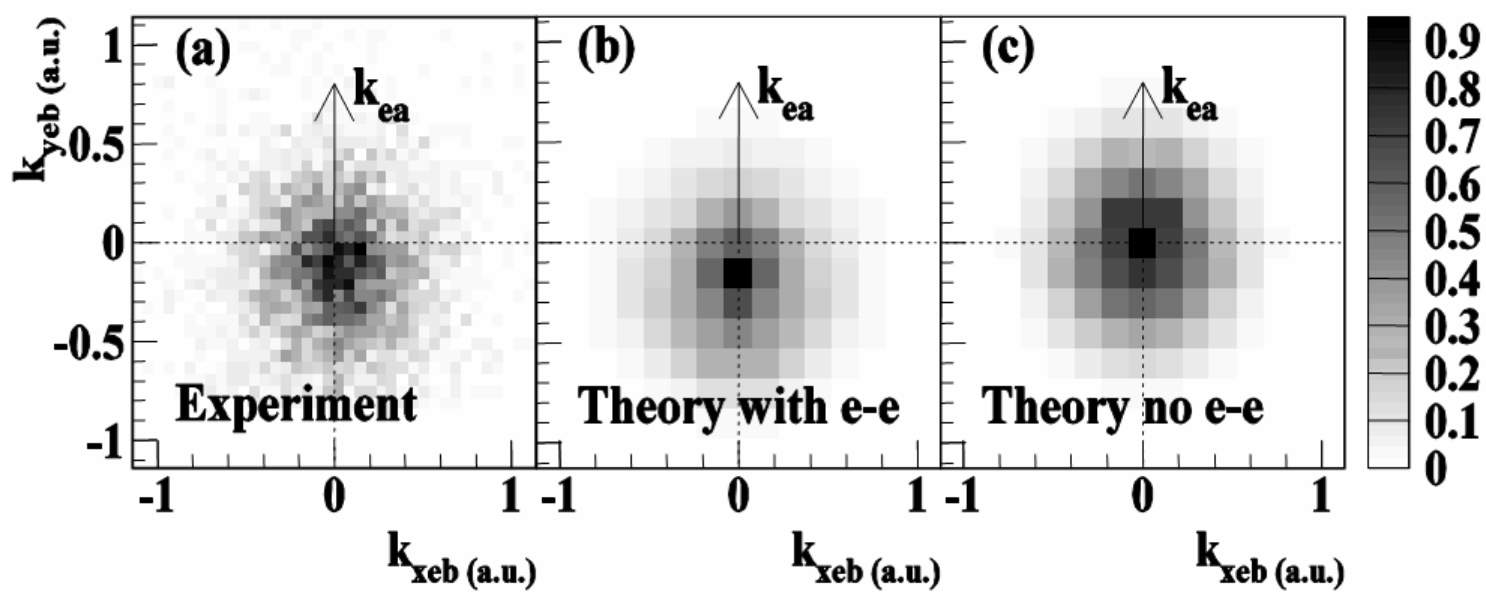 (a)
k_ea
k_yeb (a.u.)
1
0.5
0
-0.5
-1
Experiment
-1
0
1
k_xeb (a.u.)
(b)
k_ea
Theory with e-e
-1
0
1
k_xeb (a.u.)
(c)
k_ea
Theory no e-e
-1
0
1
k_xeb (a.u.)
0.9
0.8
0.7
0.6
0.5
0.4
0.3
0.2
0.1
0